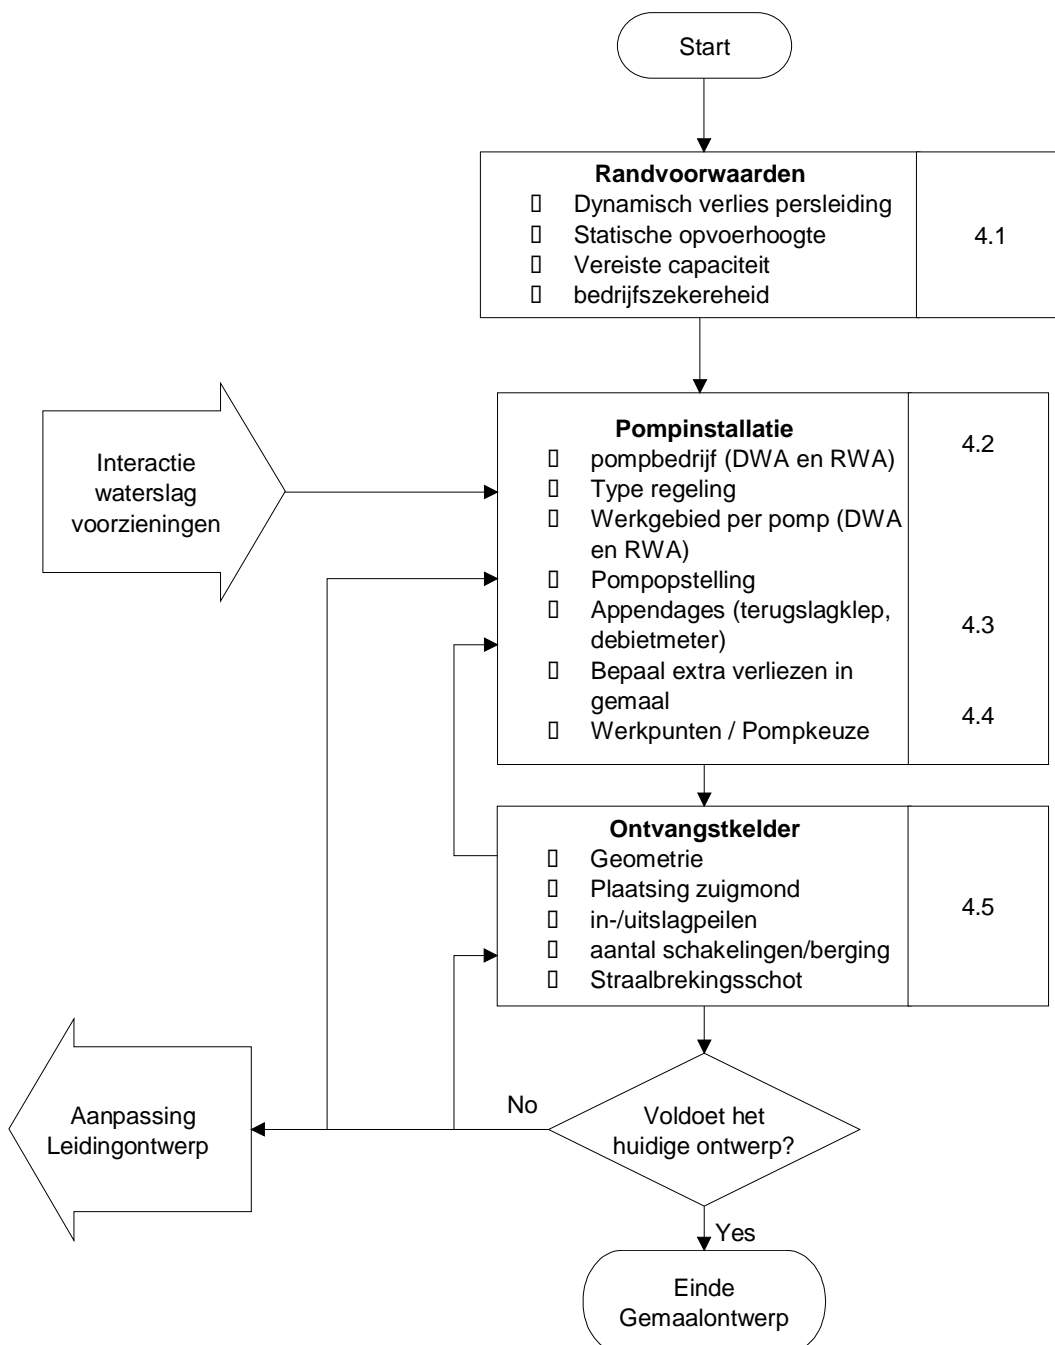 Start
Randvoorwaarden
Dynamisch verlies persleiding
Statische opvoerhoogte
Vereiste capaciteit
bedrijfszekereheid
4.1
Interactie
waterslag
voorzieningen
Pompinstallatie
pompbedrijf (DWA en RWA)
Type regeling
Werkgebied per pomp (DWA
en RWA)
Pompopstelling
Appendages (terugslagklep,
debietmeter)
Bepaal extra verliezen in
gemaal
Werkpunten / Pompkeuze
4.2
4.3
4.4
Ontvangstkelder
Geometrie
Plaatsing zuigmond
in-/uitslagpeilen
aantal schakelingen/berging
Straalbrekingsschot
4.5
Voldoet het
huidige ontwerp?
No
Aanpassing
Leidingontwerp
Yes
Einde
Gemaalontwerp